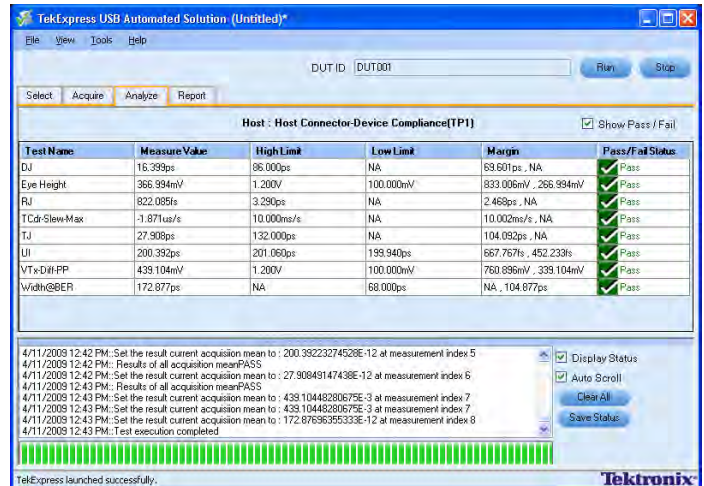 TekExpress USB Automated Solution (Untitled)*
File View Tools Help
DUT ID DUT001 Run Stop
Select Acquire Analyze Report
Host : Host Connector-Device Compliance(TP1) Show Pass / Fail
Test Name Measure Value High Limit Low Limit Margin Pass/Fail Status
DJ 16.399ps 86.000ps NA 69.601ps , NA Pass
Eye Height 366.994mV 1.200V 100.000mV 833.006mV , 266.994mV Pass
RJ 822.085fs 3.290ps NA 2.468ps , NA Pass
TCdr-Slew-Max -1.871us/s 10.000ms/s NA 10.002ms/s , NA Pass
TJ 27.908ps 132.000ps NA 104.092ps , NA Pass
UI 200.392ps 201.060ps 199.940ps 667.767fs , 452.233fs Pass
VTx-Diff-PP 439.104mV 1.200V 100.000mV 760.896mV , 339.104mV Pass
Width@BER 172.877ps NA 68.000ps NA , 104.877ps Pass
4/11/2009 12:42 PM::Set the result current acquisiion mean to : 200.39223274528E-12 at measurement index 5
4/11/2009 12:42 PM:: Results of all acquisition meanPASS
4/11/2009 12:42 PM::Set the result current acquisiion mean to : 27.90849147438E-12 at measurement index 6
4/11/2009 12:43 PM:: Results of all acquisition meanPASS
4/11/2009 12:43 PM::Set the result current acquisiion mean to : 439.10448280675E-3 at measurement index 7
4/11/2009 12:43 PM::Set the result current acquisiion mean to : 439.10448280675E-3 at measurement index 7
4/11/2009 12:43 PM::Set the result current acquisiion mean to : 172.87696355333E-12 at measurement index 8
4/11/2009 12:43 PM::Test execution completed
Display Status
Auto Scroll
Clear All
Save Status
TekExpress launched successfully.
Tektronix